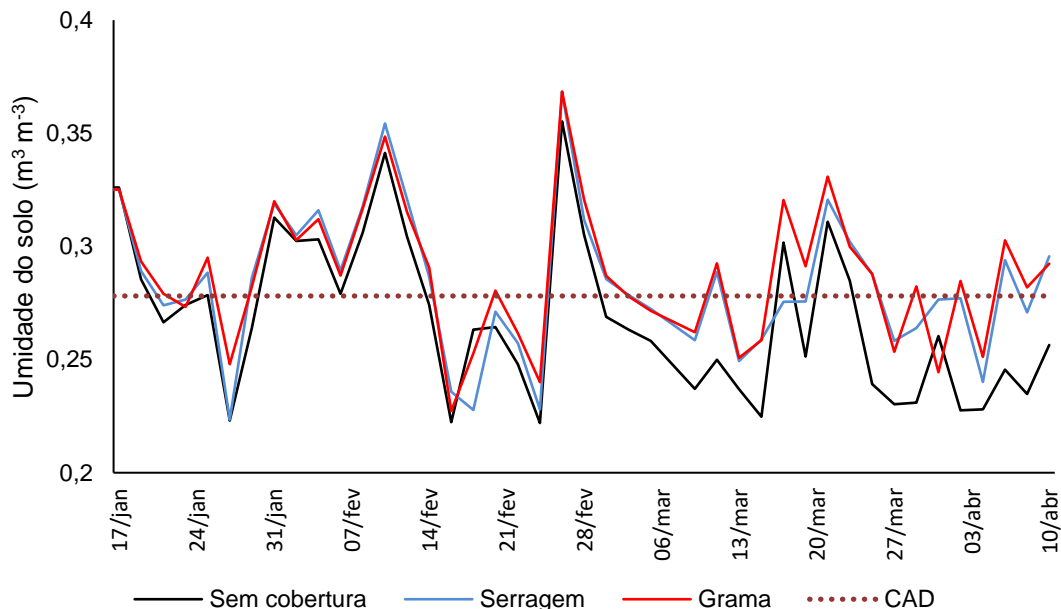 Umidade do solo (m³ m⁻³)
0,4
0,35
0,3
0,25
0,2
17/jan
24/jan
31/jan
07/fev
14/fev
21/fev
28/fev
06/mar
13/mar
20/mar
27/mar
03/abr
10/abr
Sem cobertura Serragem Grama CAD